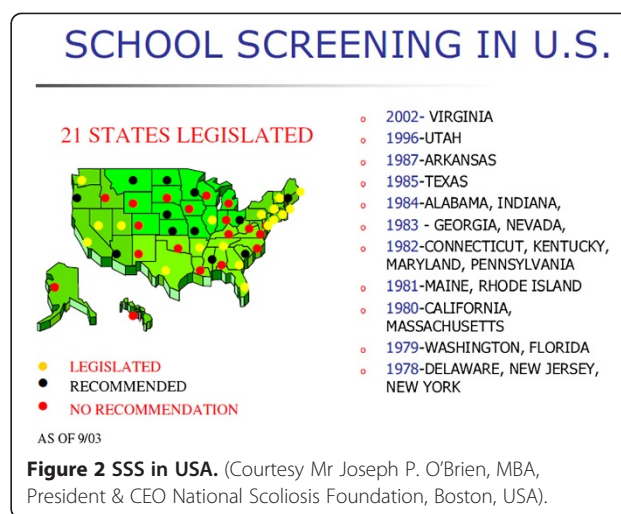 SCHOOL SCREENING IN U.S.
21 STATES LEGISLATED
LEGISLATED
RECOMMENDED
NO RECOMMENDATION
AS OF 9/03
2002- VIRGINIA
1996-UTAH
1987-ARKANSAS
1985-TEXAS
1984-ALABAMA, INDIANA,
1983 - GEORGIA, NEVADA,
1982-CONNECTICUT, KENTUCKY,
MARYLAND, PENNSYLVANIA
1981-MAINE, RHODE ISLAND
1980-CALIFORNIA,
MASSACHUSETTS
1979-WASHINGTON, FLORIDA
1978-DELAWARE, NEW JERSEY,
NEW YORK
Figure 2 SSS in USA. (Courtesy Mr Joseph P. O'Brien, MBA,
President & CEO National Scoliosis Foundation, Boston, USA).